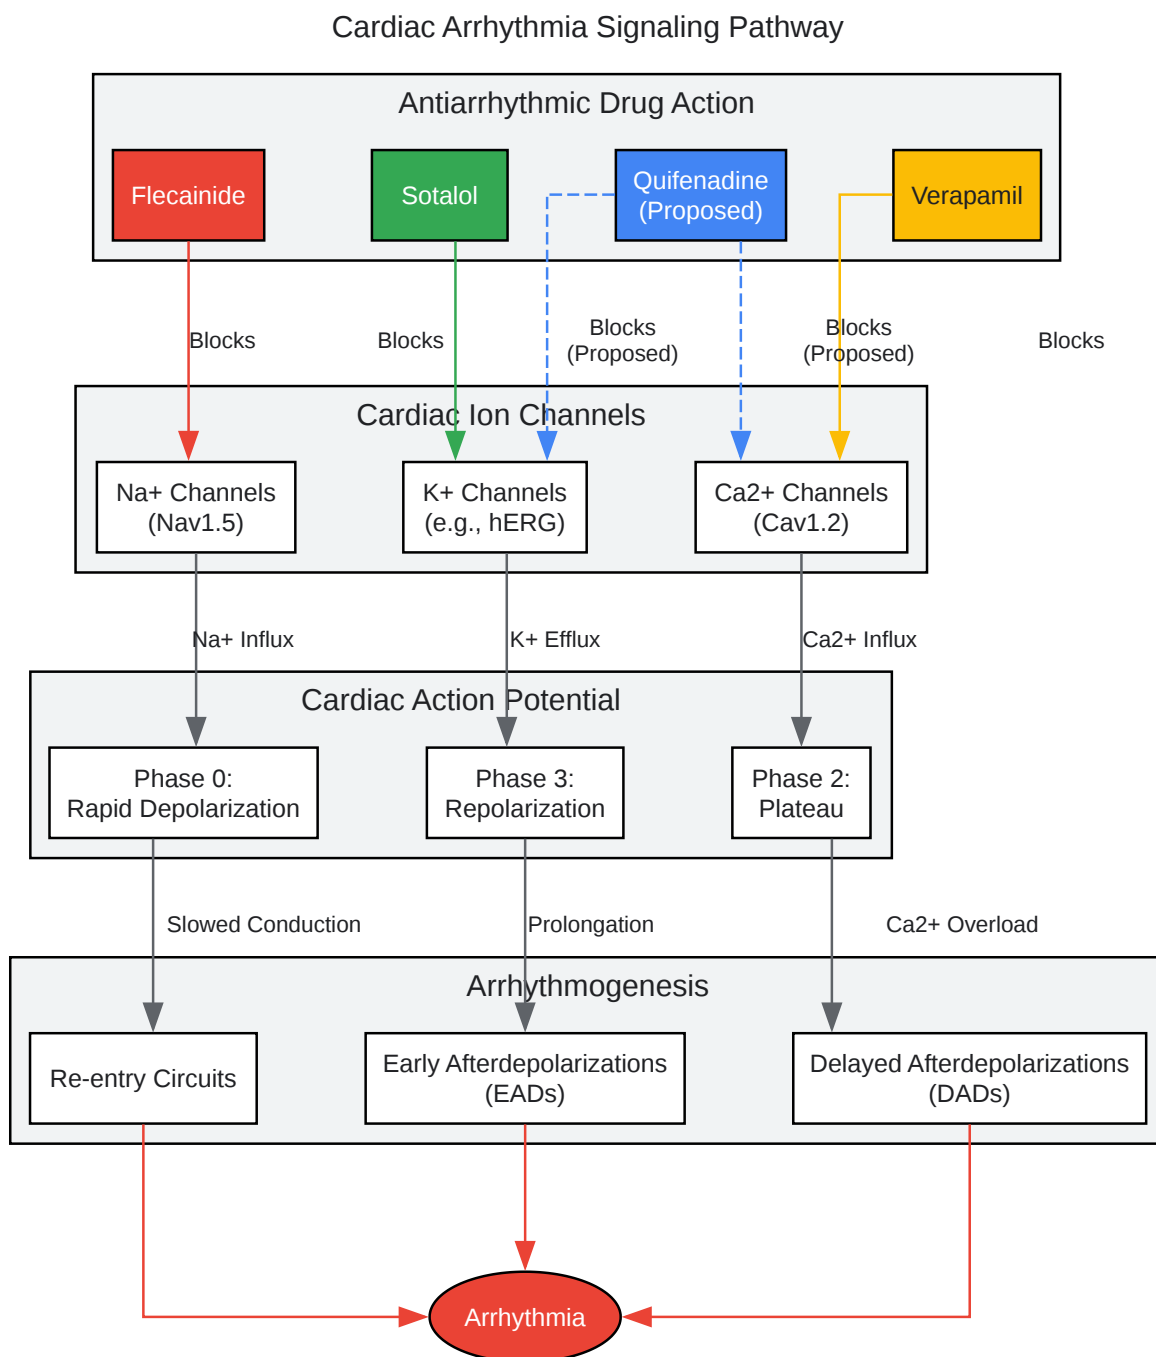 Cardiac Arrhythmia Signaling Pathway
Antiarrhythmic Drug Action
Flecainide
Sotalol
Quifenadine
(Proposed)
Verapamil
Blocks
Blocks
Blocks
(Proposed)
Blocks
(Proposed)
Blocks
Cardiac Ion Channels
Na+ Channels
(Nav1.5)
K+ Channels
(e.g., hERG)
Ca2+ Channels
(Cav1.2)
Na+ Influx
K+ Efflux
Ca2+ Influx
Cardiac Action Potential
Phase 0:
Rapid Depolarization
Phase 3:
Repolarization
Phase 2:
Plateau
Slowed Conduction
Prolongation
Ca2+ Overload
Arrhythmogenesis
Re-entry Circuits
Early Afterdepolarizations
(EADs)
Delayed Afterdepolarizations
(DADs)
Arrhythmia